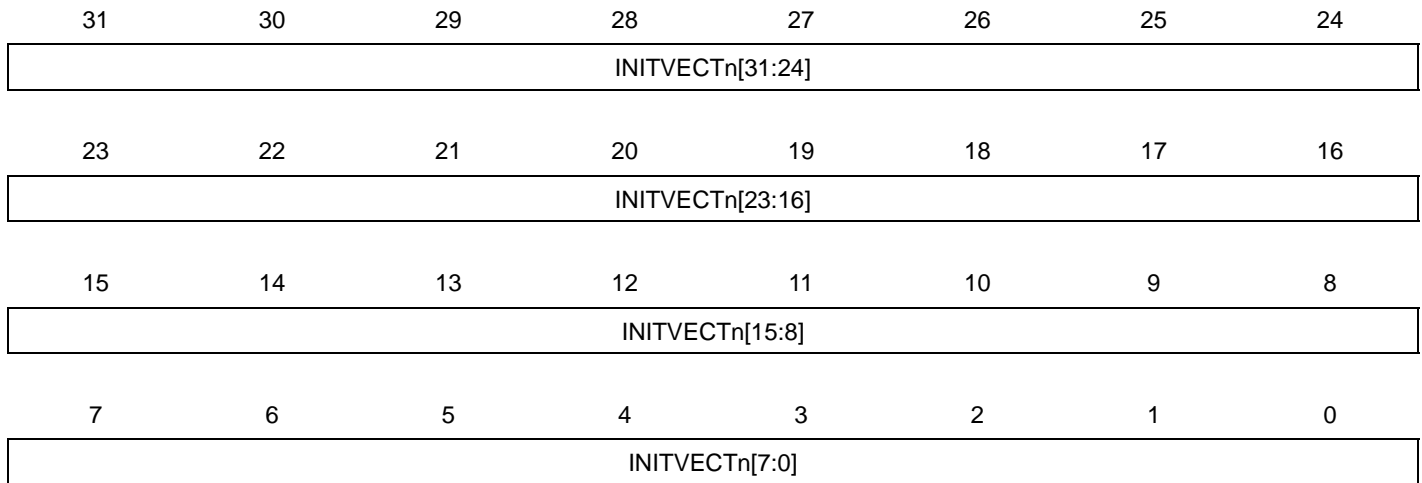 31 30 29 28 27 26 25 24
INITVECTn[31:24]
23 22 21 20 19 18 17 16
INITVECTn[23:16]
15 14 13 12 11 10 9 8
INITVECTn[15:8]
7 6 5 4 3 2 1 0
INITVECTn[7:0]